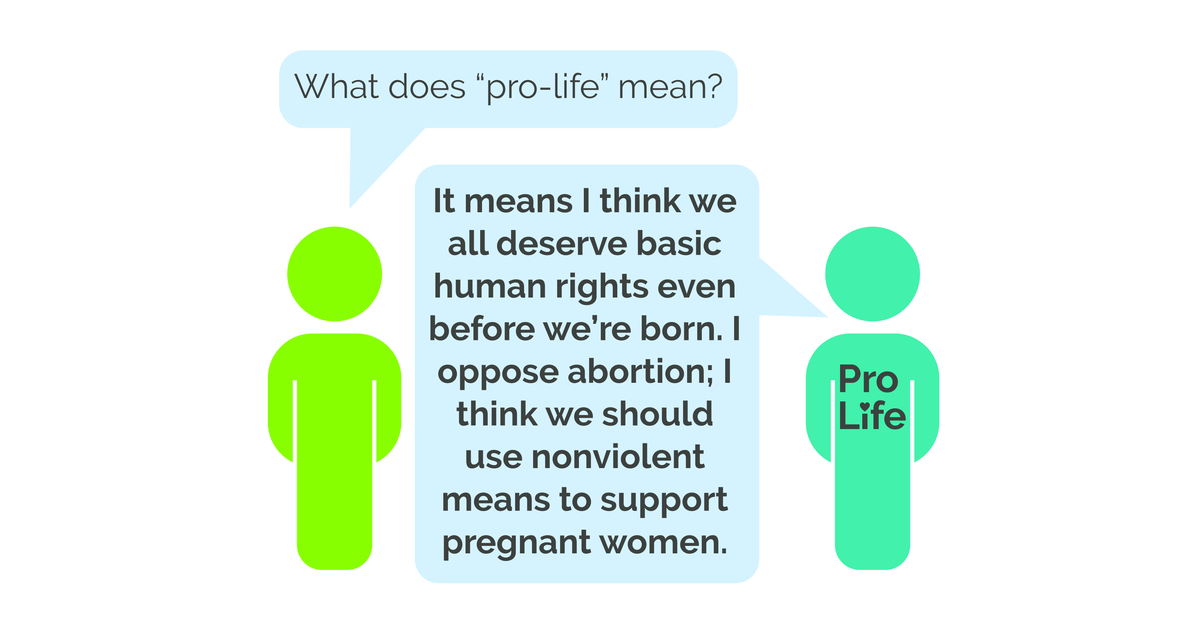 What does “pro-life” mean?
It means I think we
all deserve basic
human rights even
before we’re born. I
oppose abortion; I
think we should
use nonviolent
means to support
pregnant women.
Pro
Life